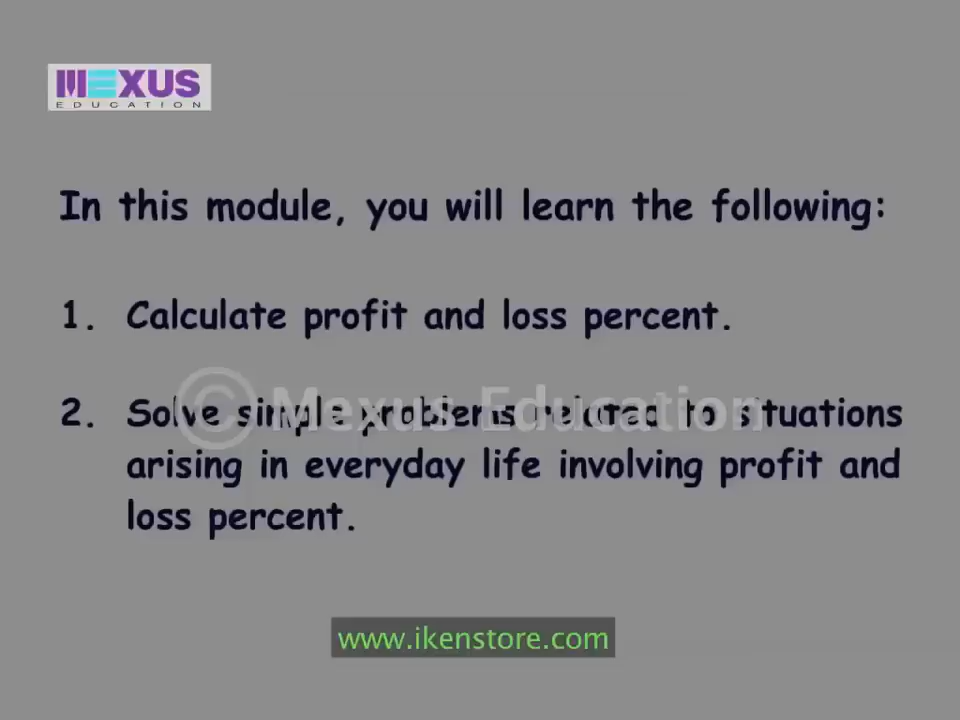 MEXUS
EDUCATION
In this module, you will learn the following:
1. Calculate profit and loss percent.
2. Solve simple problems related to situations
© Mexus Education
arising in everyday life involving profit and
loss percent.
www.ikenstore.com